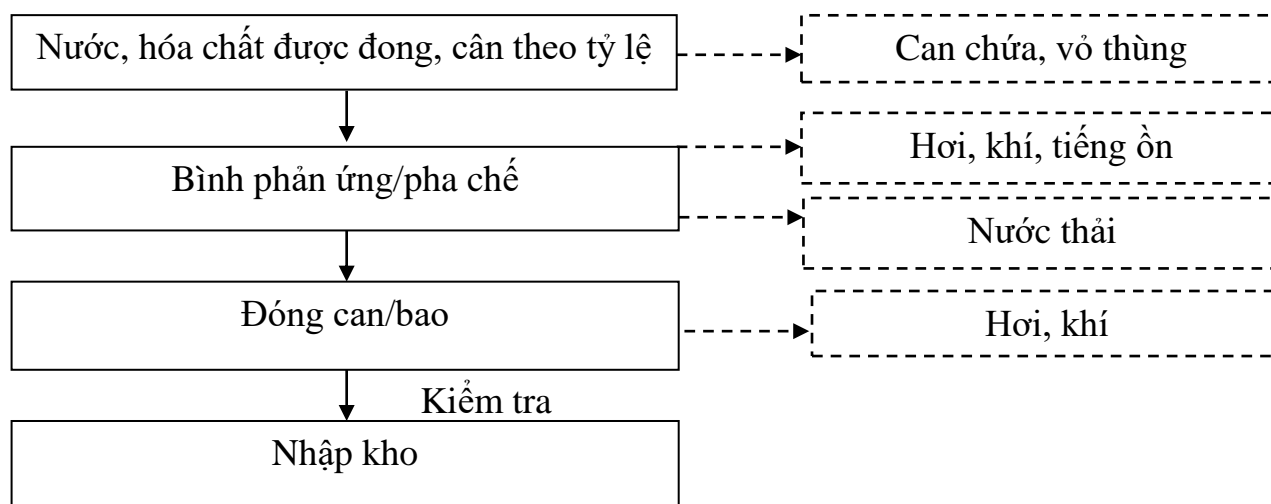 Nước, hóa chất được đong, cân theo tỷ lệ
Can chứa, vỏ thùng
Bình phản ứng/pha chế
Hơi, khí, tiếng ồn
Nước thải
Đóng can/bao
Hơi, khí
Kiểm tra
Nhập kho